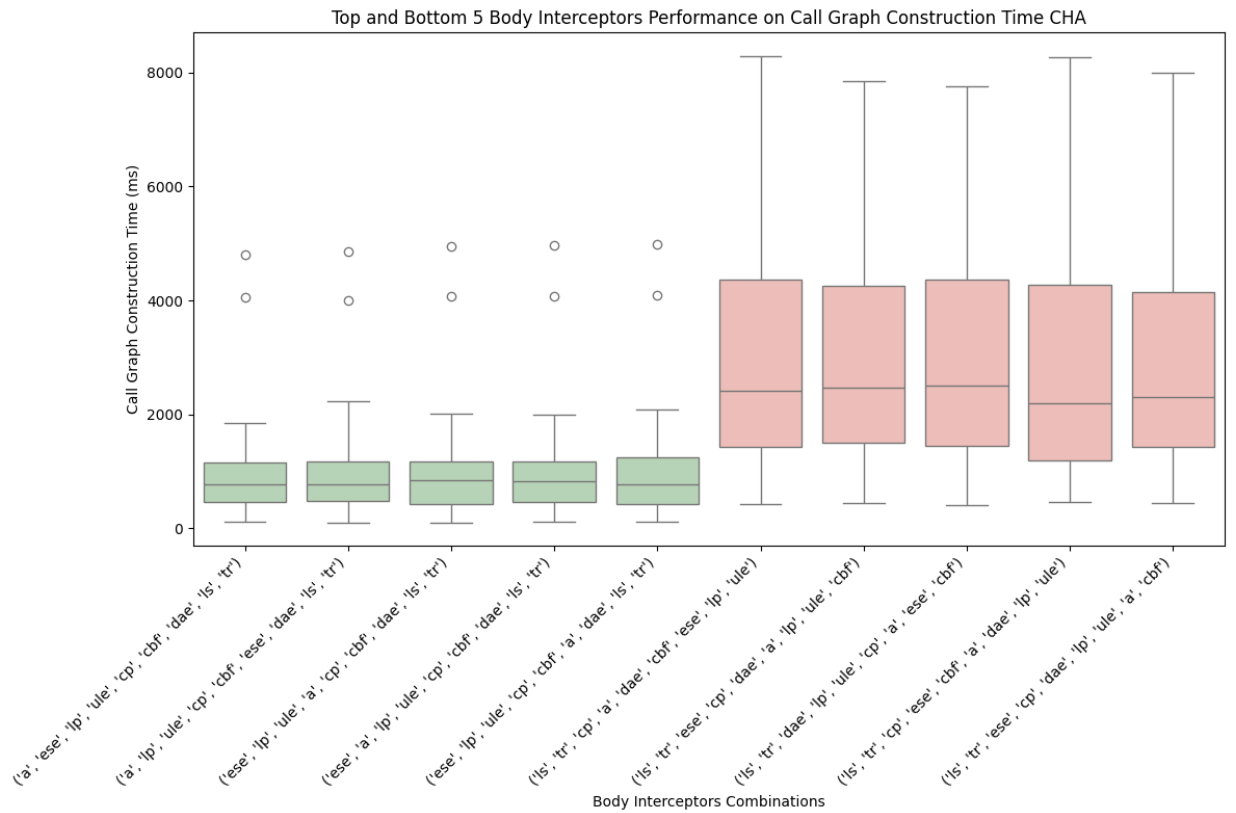 Top and Bottom 5 Body Interceptors Performance on Call Graph Construction Time CHA
Call Graph Construction Time (ms)
8000
6000
4000
2000
0
('a', 'ese', 'lp', 'ule', 'cp', 'cbf', 'dae', 'ls', 'tr')
('a', 'lp', 'ule', 'cp', 'cbf', 'ese', 'dae', 'ls', 'tr')
('ese', 'lp', 'ule', 'a', 'cp', 'cbf', 'dae', 'ls', 'tr')
('ese', 'a', 'lp', 'ule', 'cp', 'cbf', 'dae', 'ls', 'tr')
('ese', 'lp', 'ule', 'cp', 'cbf', 'a', 'dae', 'ls', 'tr')
('ls', 'tr', 'cp', 'a', 'dae', 'cbf', 'ese', 'lp', 'ule')
('ls', 'tr', 'ese', 'cp', 'dae', 'a', 'lp', 'ule', 'cbf')
('ls', 'tr', 'dae', 'lp', 'ule', 'cp', 'a', 'ese', 'cbf')
('ls', 'tr', 'cp', 'ese', 'cbf', 'a', 'dae', 'lp', 'ule')
('ls', 'tr', 'ese', 'cp', 'dae', 'lp', 'ule', 'a', 'cbf')
Body Interceptors Combinations